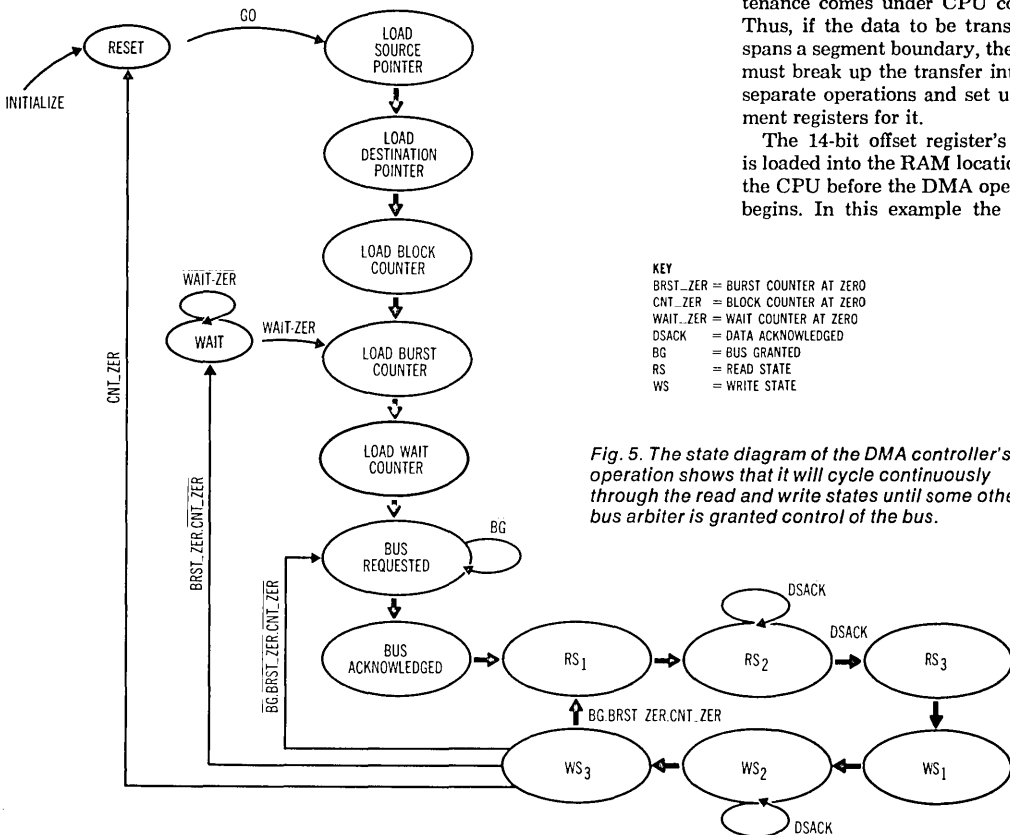 tenance comes under CPU co
Thus, if the data to be trans
spans a segment boundary, the
must break up the transfer int
separate operations and set u
ment registers for it.
The 14-bit offset register's
is loaded into the RAM locatio
the CPU before the DMA ope
begins. In this example the
GO
RESET
INITIALIZE
LOAD
SOURCE
POINTER
LOAD
DESTINATION
POINTER
LOAD BLOCK
COUNTER
WAIT-ZER
WAIT
WAIT-ZER
LOAD BURST
COUNTER
LOAD WAIT
COUNTER
CNT_ZER
BRST_ZER.CNT_ZER
BG.BRST_ZER.CNT_ZER
BUS
REQUESTED
BG
BUS
ACKNOWLEDGED
KEY
BRST_ZER = BURST COUNTER AT ZERO
CNT_ZER = BLOCK COUNTER AT ZERO
WAIT_ZER = WAIT COUNTER AT ZERO
DSACK = DATA ACKNOWLEDGED
BG = BUS GRANTED
RS = READ STATE
WS = WRITE STATE
Fig. 5. The state diagram of the DMA controller's
operation shows that it will cycle continuously
through the read and write states until some othe
bus arbiter is granted control of the bus.
RS1
DSACK
RS2
DSACK
RS3
BG.BRST ZER.CNT_ZER
WS3
WS2
WS1
DSACK